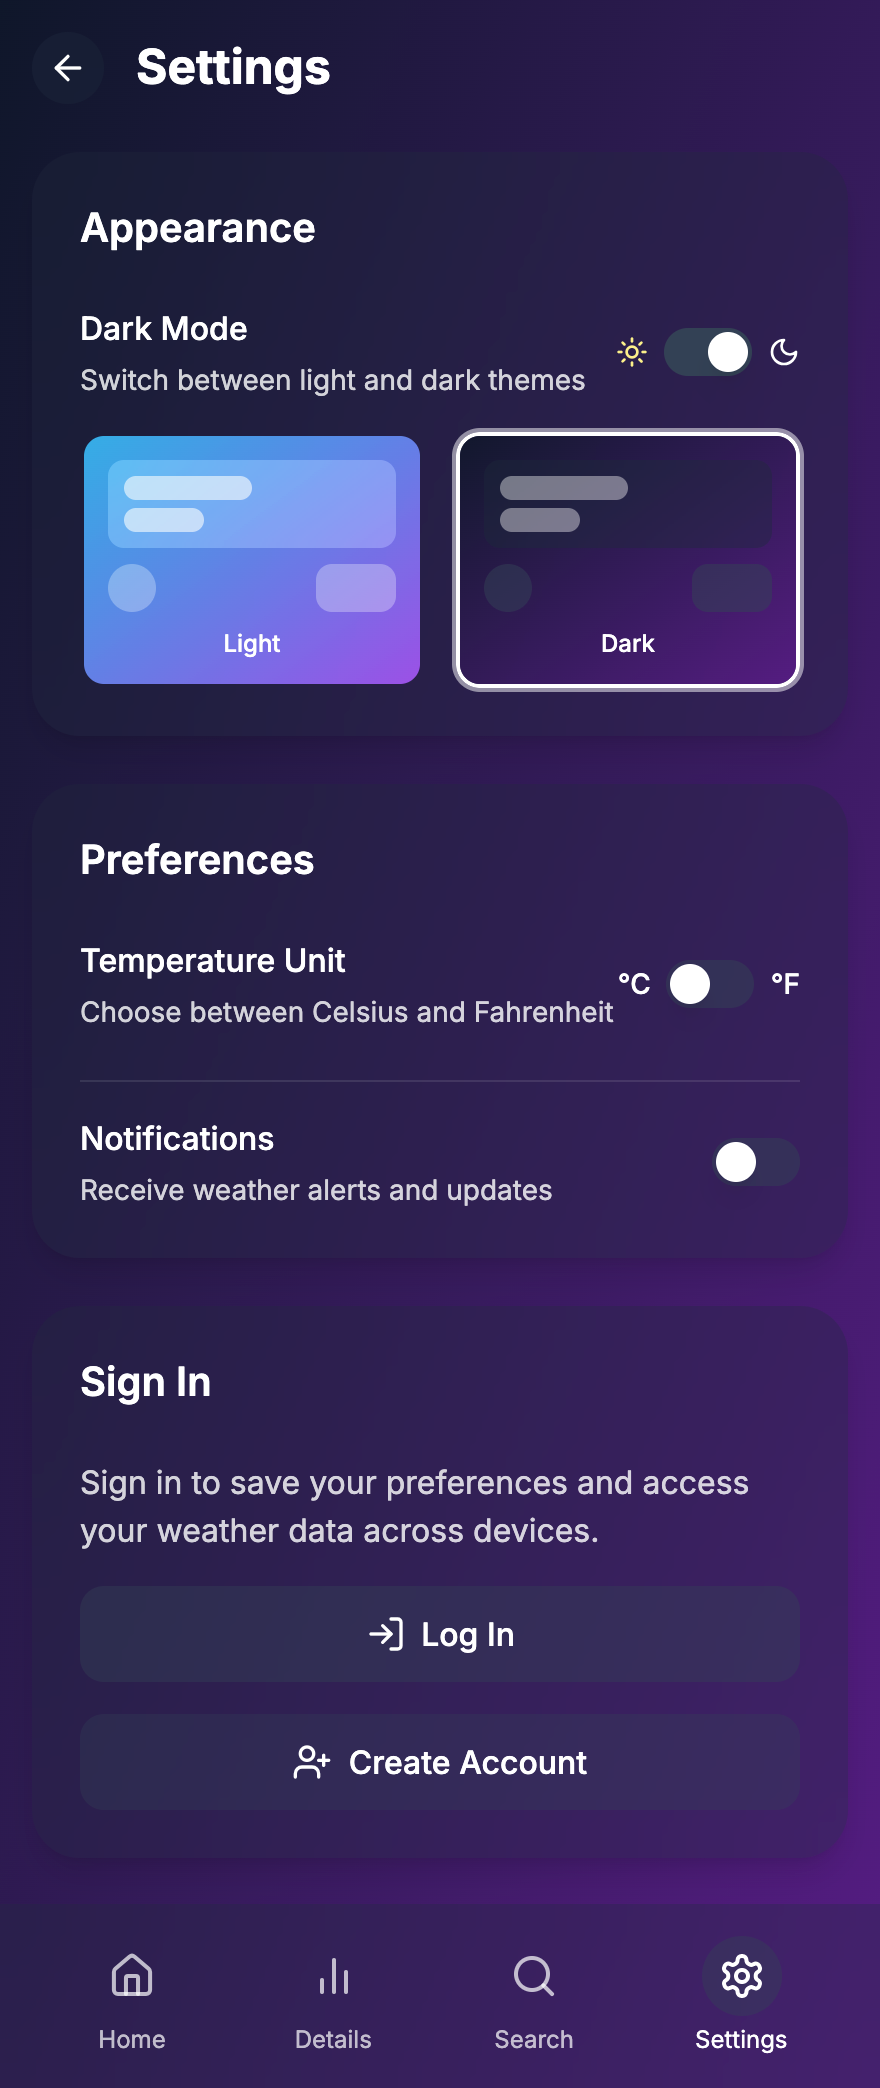 Settings
Appearance
Dark Mode
Switch between light and dark themes
Light
Dark
Preferences
Temperature Unit
Choose between Celsius and Fahrenheit
°C
°F
Notifications
Receive weather alerts and updates
Sign In
Sign in to save your preferences and access
your weather data across devices.
Log In
Create Account
Home
Details
Search
Settings